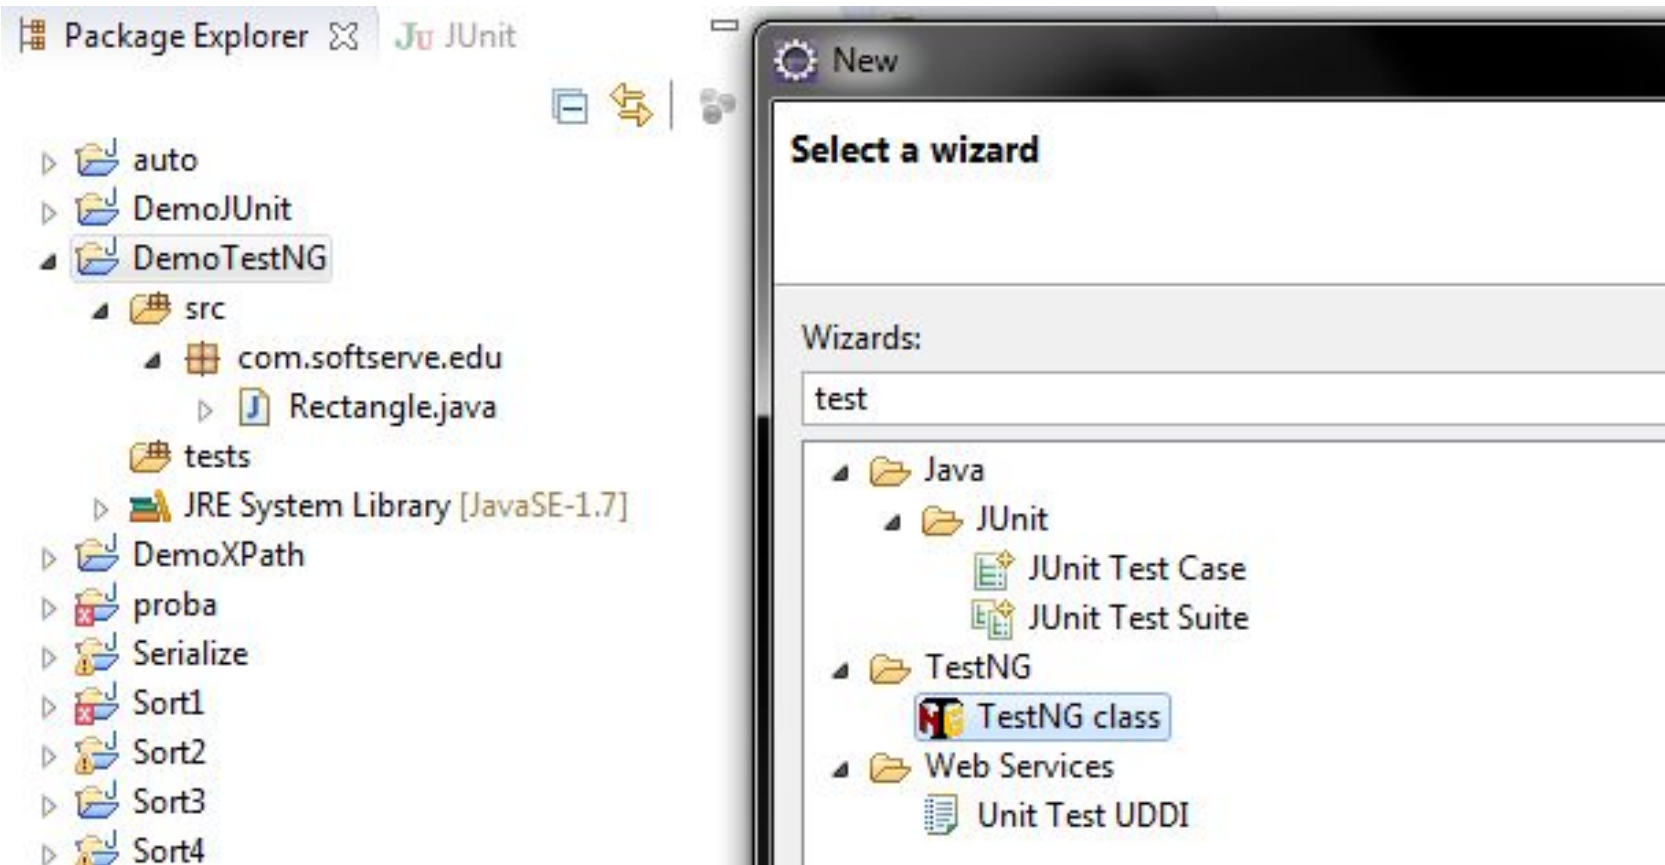 Package Explorer JUnit
auto
DemoJUnit
DemoTestNG
src
com.softserve.edu
Rectangle.java
tests
JRE System Library [JavaSE-1.7]
DemoXPath
proba
Serialize
Sort1
Sort2
Sort3
Sort4
New
Select a wizard
Wizards:
test
Java
JUnit
JUnit Test Case
JUnit Test Suite
TestNG
TestNG class
Web Services
Unit Test UDDI